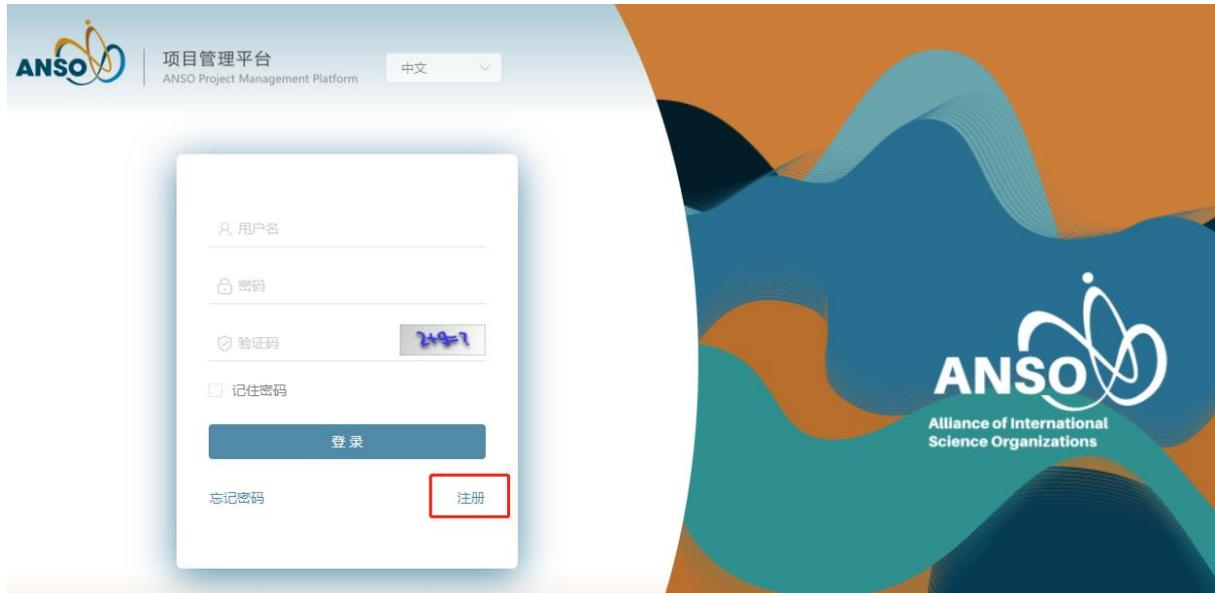 ANSO
项目管理平台
ANSO Project Management Platform
中文
用户名
密码
验证码
2+9=?
记住密码
登录
忘记密码
注册
ANSO
Alliance of International
Science Organizations